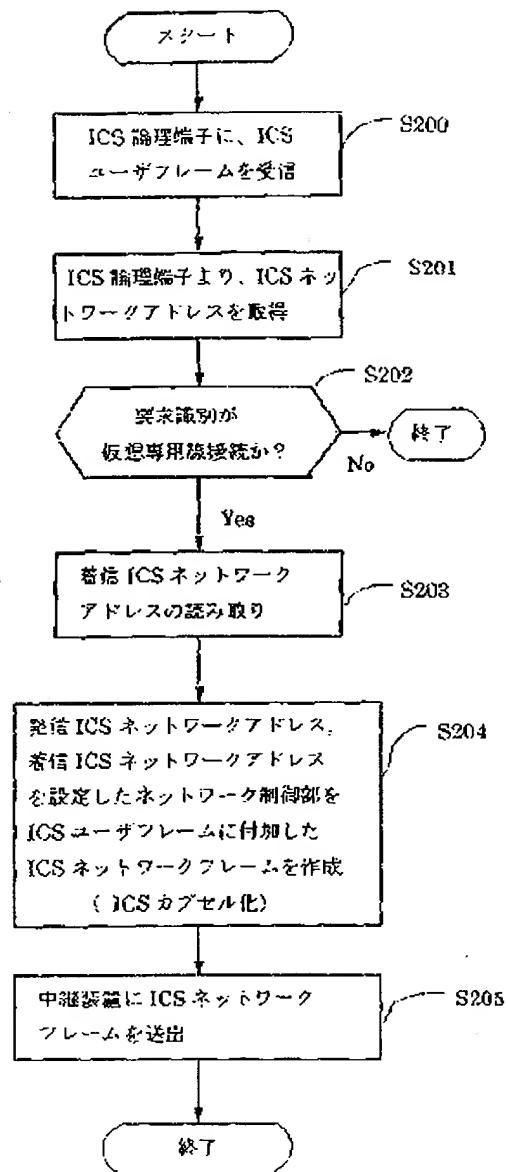 スタート
ICS 論理端子に、ICS
ユーザフレームを受信
S200
ICS 論理端子より、ICS ネッ
トワークアドレスを取得
S201
S202
要求識別が
仮想専用線接続か？
No
終了
Yes
着信 ICS ネットワーク
アドレスの読み取り
S203
発信 ICS ネットワークアドレス，
着信 ICS ネットワークアドレス
を設定したネットワーク制御部を
ICS ユーザフレームに付加した
ICS ネットワークフレームを作成
（ICS カプセル化）
S204
中継装置に ICS ネットワーク
フレームを送出
S205
終了